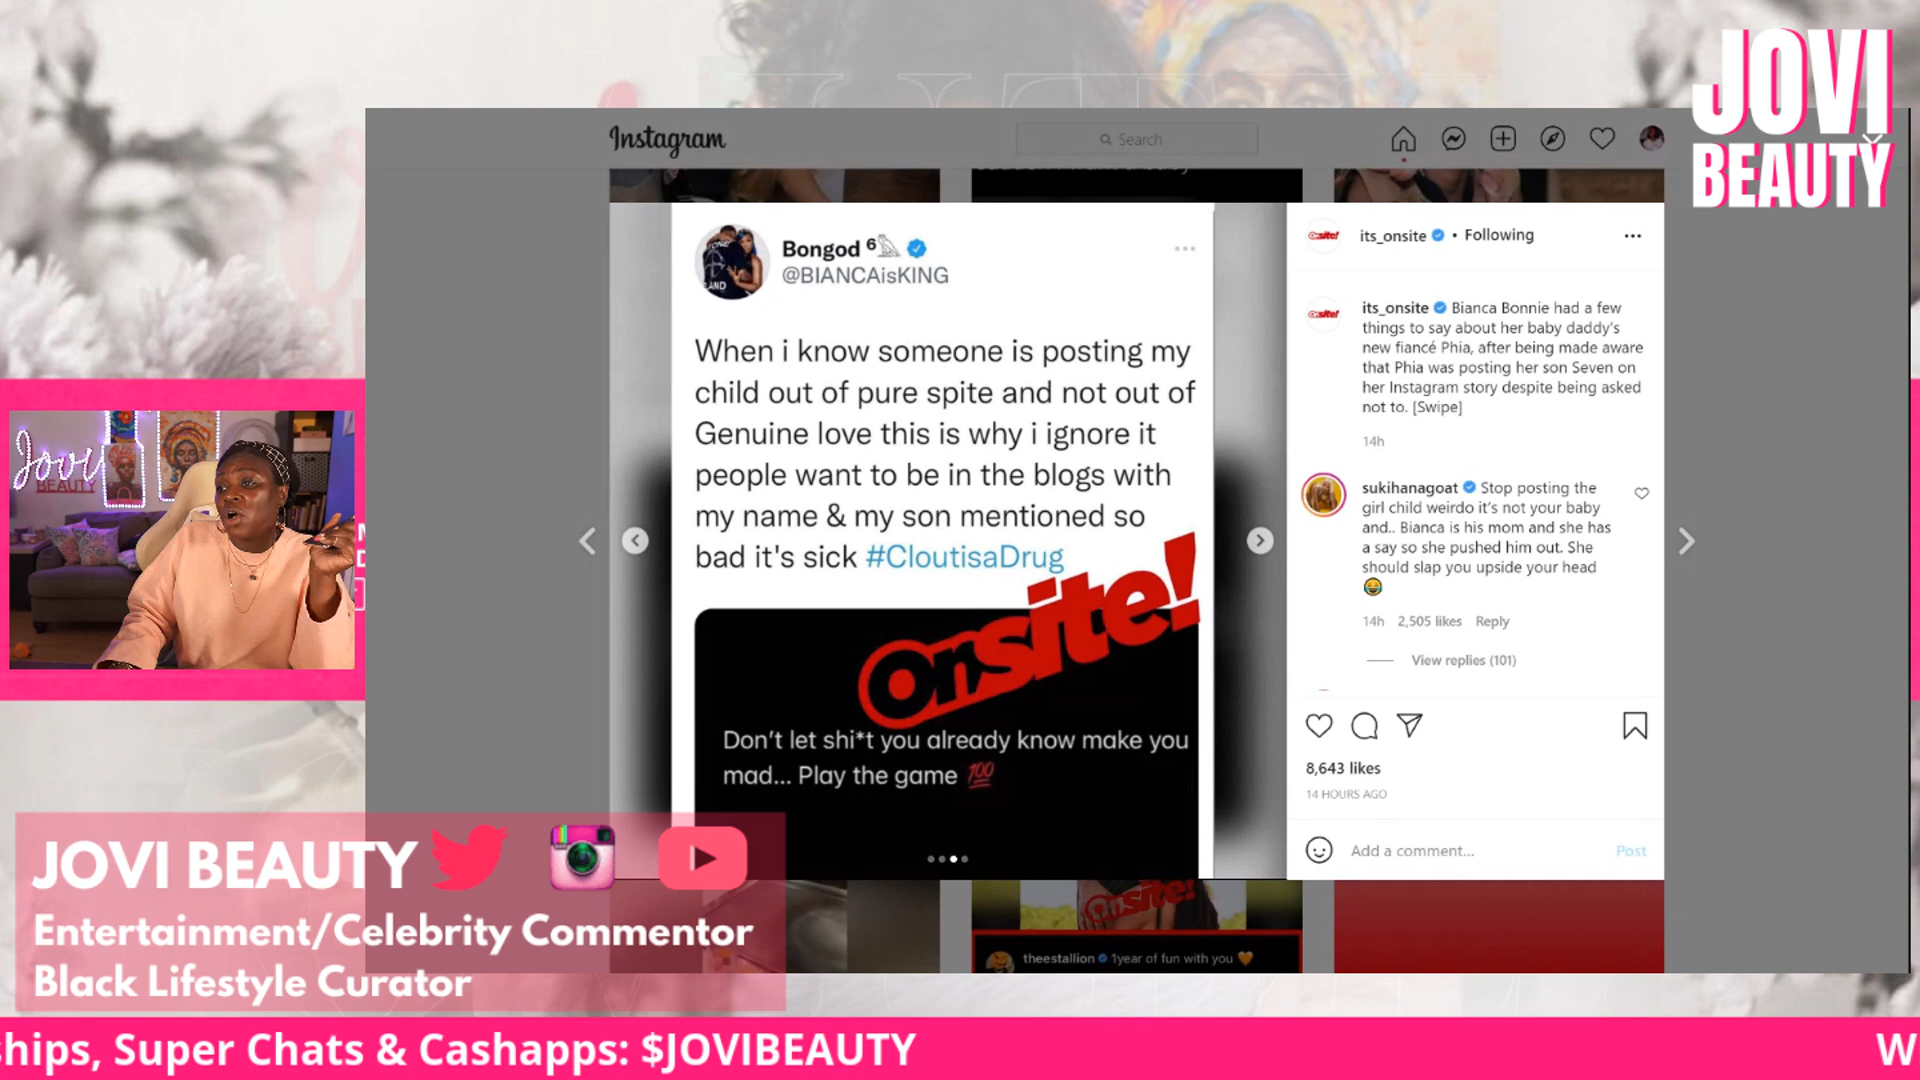 JOVI
BEAUTY
Instagram
Search
Bongod 6
@BIANCAisKING
When i know someone is posting my
child out of pure spite and not out of
Genuine love this is why i ignore it
people want to be in the blogs with
my name & my son mentioned so
bad it's sick #CloutisaDrug
Onsite!
Don't let shi*t you already know make you
mad... Play the game 💯
Onsite!
its_onsite • Following
Onsite!
its_onsite Bianca Bonnie had a few
things to say about her baby daddy's
new fiancé Phia, after being made aware
that Phia was posting her son Seven on
her Instagram story despite being asked
not to. [Swipe]
14h
sukihanagoat Stop posting the
girl child weirdo it's not your baby
and.. Bianca is his mom and she has
a say so she pushed him out. She
should slap you upside your head
😂
14h 2,505 likes Reply
View replies (101)
8,643 likes
14 HOURS AGO
Add a comment... Post
Onsite!
theestallion 1year of fun with you 🧡
Jovi
BEAUTY
JOVI BEAUTY
Entertainment/Celebrity Commentor
Black Lifestyle Curator
ships, Super Chats & Cashapps: $JOVIBEAUTY
W